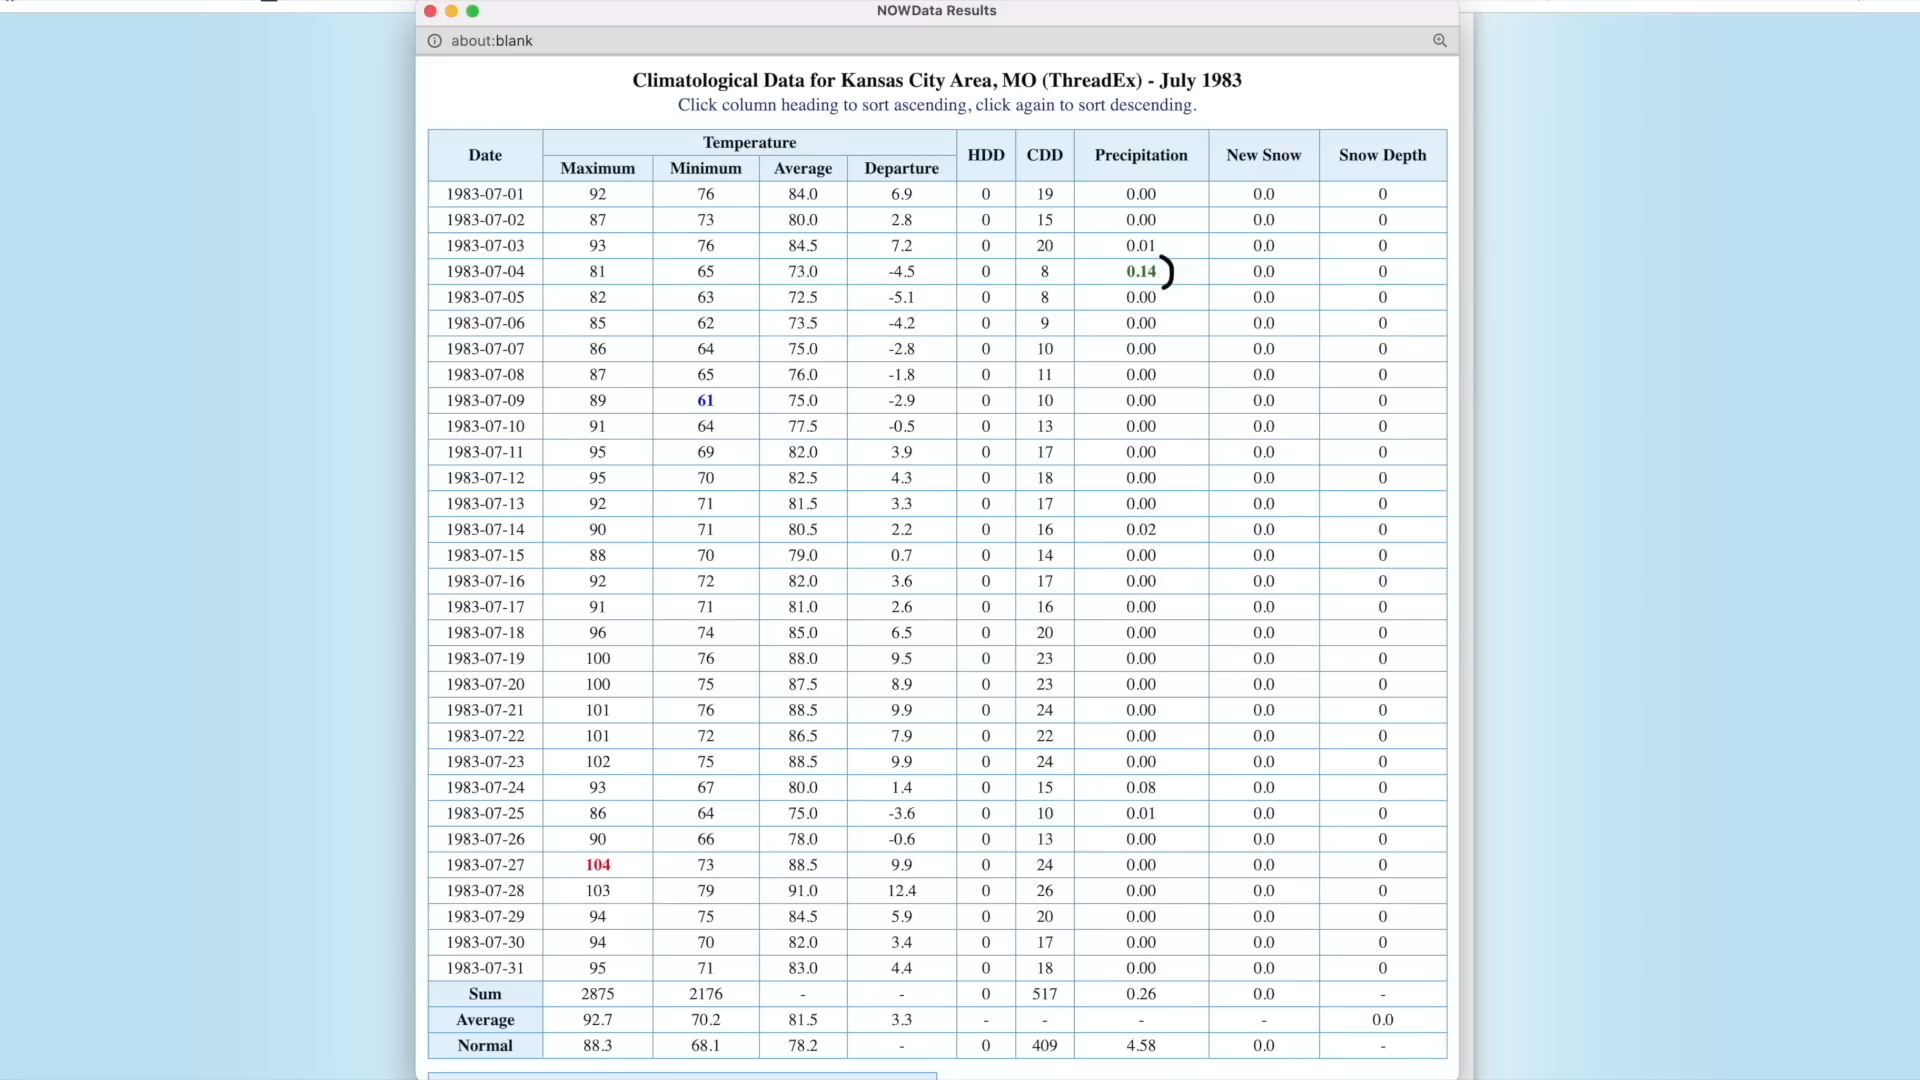 NOWData Results
about:blank
Climatological Data for Kansas City Area, MO (ThreadEx) - July 1983
Click column heading to sort ascending, click again to sort descending.
Date Temperature HDD CDD Precipitation New Snow Snow Depth
Maximum Minimum Average Departure
1983-07-01 92 76 84.0 6.9 0 19 0.00 0.0 0
1983-07-02 87 73 80.0 2.8 0 15 0.00 0.0 0
1983-07-03 93 76 84.5 7.2 0 20 0.01 0.0 0
1983-07-04 81 65 73.0 -4.5 0 8 0.14 0.0 0
1983-07-05 82 63 72.5 -5.1 0 8 0.00 0.0 0
1983-07-06 85 62 73.5 -4.2 0 9 0.00 0.0 0
1983-07-07 86 64 75.0 -2.8 0 10 0.00 0.0 0
1983-07-08 87 65 76.0 -1.8 0 11 0.00 0.0 0
1983-07-09 89 61 75.0 -2.9 0 10 0.00 0.0 0
1983-07-10 91 64 77.5 -0.5 0 13 0.00 0.0 0
1983-07-11 95 69 82.0 3.9 0 17 0.00 0.0 0
1983-07-12 95 70 82.5 4.3 0 18 0.00 0.0 0
1983-07-13 92 71 81.5 3.3 0 17 0.00 0.0 0
1983-07-14 90 71 80.5 2.2 0 16 0.02 0.0 0
1983-07-15 88 70 79.0 0.7 0 14 0.00 0.0 0
1983-07-16 92 72 82.0 3.6 0 17 0.00 0.0 0
1983-07-17 91 71 81.0 2.6 0 16 0.00 0.0 0
1983-07-18 96 74 85.0 6.5 0 20 0.00 0.0 0
1983-07-19 100 76 88.0 9.5 0 23 0.00 0.0 0
1983-07-20 100 75 87.5 8.9 0 23 0.00 0.0 0
1983-07-21 101 76 88.5 9.9 0 24 0.00 0.0 0
1983-07-22 101 72 86.5 7.9 0 22 0.00 0.0 0
1983-07-23 102 75 88.5 9.9 0 24 0.00 0.0 0
1983-07-24 93 67 80.0 1.4 0 15 0.08 0.0 0
1983-07-25 86 64 75.0 -3.6 0 10 0.01 0.0 0
1983-07-26 90 66 78.0 -0.6 0 13 0.00 0.0 0
1983-07-27 104 73 88.5 9.9 0 24 0.00 0.0 0
1983-07-28 103 79 91.0 12.4 0 26 0.00 0.0 0
1983-07-29 94 75 84.5 5.9 0 20 0.00 0.0 0
1983-07-30 94 70 82.0 3.4 0 17 0.00 0.0 0
1983-07-31 95 71 83.0 4.4 0 18 0.00 0.0 0
Sum 2875 2176 - - 0 517 0.26 0.0 -
Average 92.7 70.2 81.5 3.3 - - - - 0.0
Normal 88.3 68.1 78.2 - 0 409 4.58 0.0 -